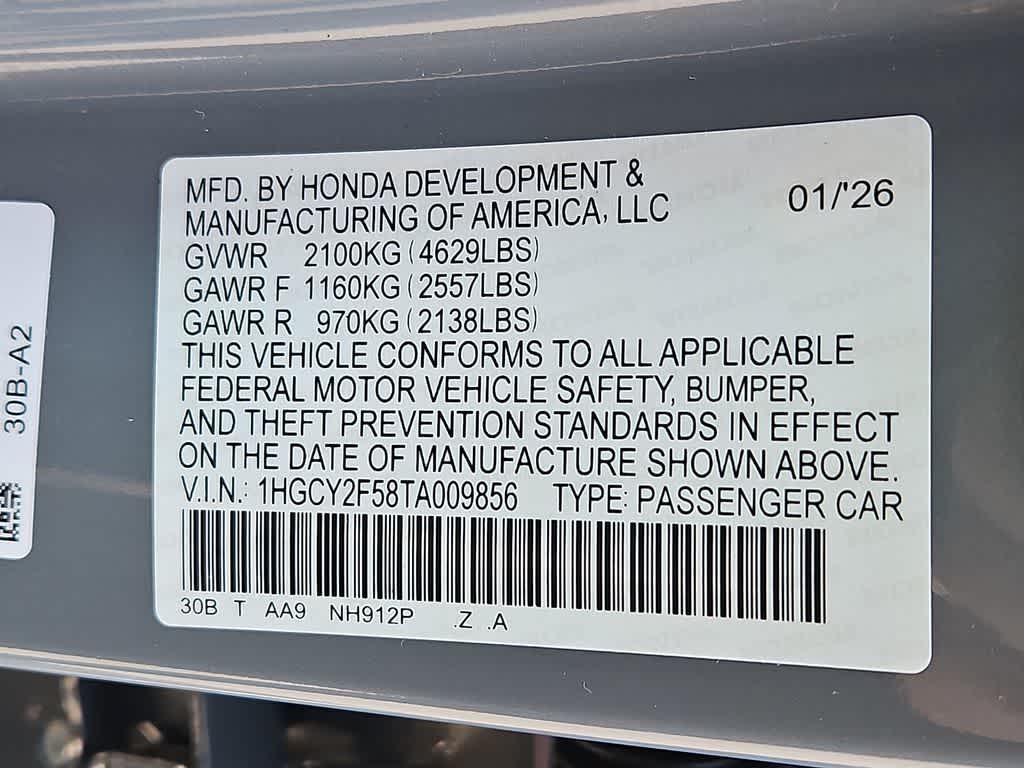 MFD. BY HONDA DEVELOPMENT &
MANUFACTURING OF AMERICA, LLC
01/'26
GVWR 2100KG (4629LBS)
GAWR F 1160KG (2557LBS)
GAWR R 970KG (2138LBS)
THIS VEHICLE CONFORMS TO ALL APPLICABLE
FEDERAL MOTOR VEHICLE SAFETY, BUMPER,
AND THEFT PREVENTION STANDARDS IN EFFECT
ON THE DATE OF MANUFACTURE SHOWN ABOVE.
V.I.N.: 1HGCY2F58TA009856 TYPE: PASSENGER CAR
30B T AA9 NH912P .Z .A
30B-A2